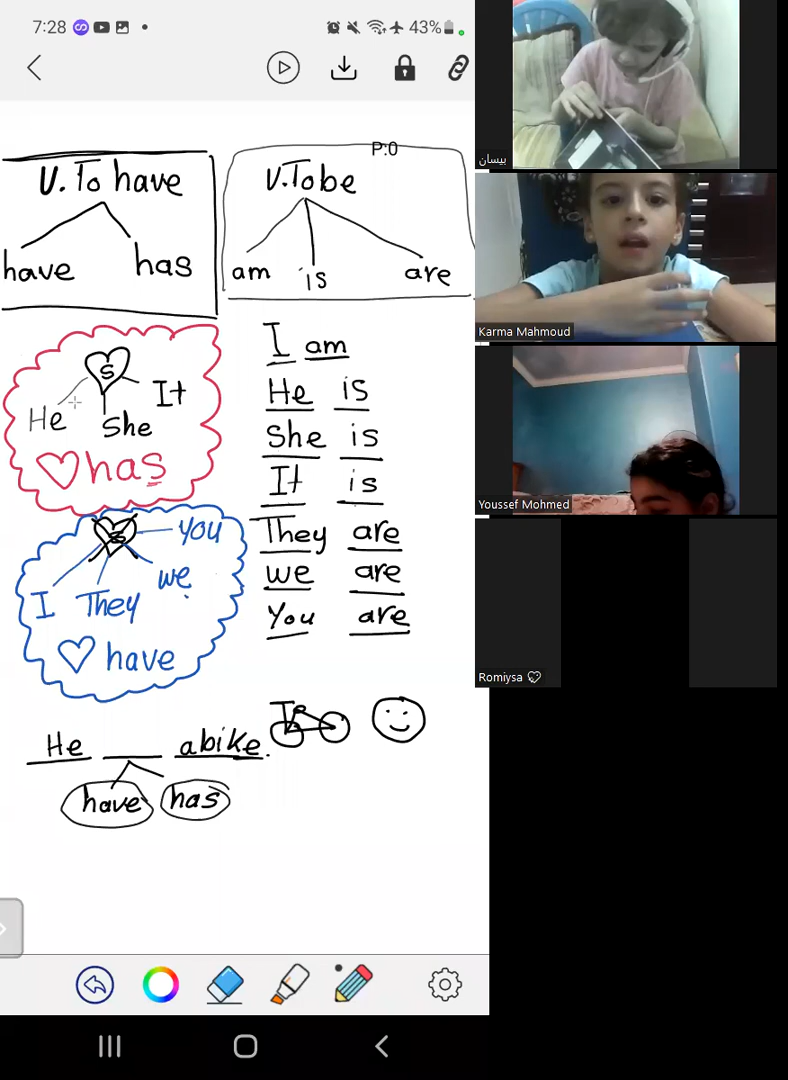 7:28
43%
P:0
V. To have
have has
V.Tobe
am is are
S
He She It
has
S
YOU
I They we
have
I am
He is
She is
It is
They are
we are
You are
He ___ abike.
have has
بيسان
Karma Mahmoud
Youssef Mohmed
Romiysa